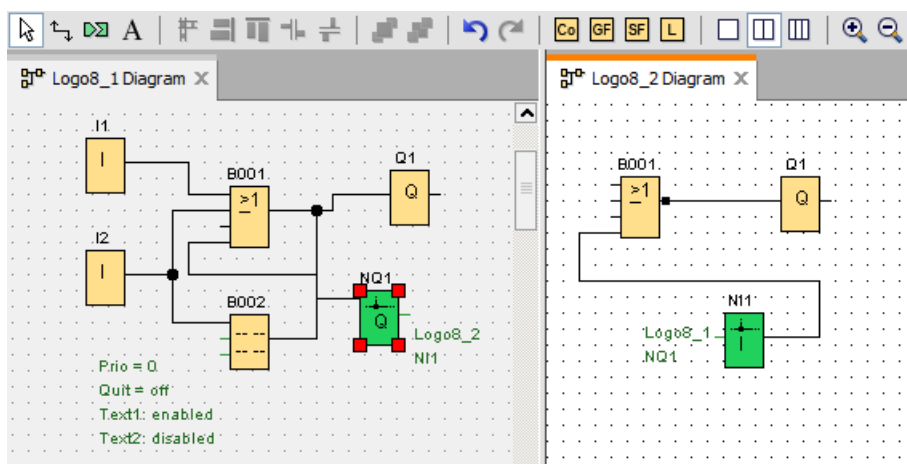 A
Co GF SF L
Logo8_1 Diagram
Logo8_2 Diagram
I1
I
B001
≥1
Q1
Q
I2
I
B002
NQ1
Q
Logo8_2
NI1
Prio = 0
Quit = off
Text1: enabled
Text2: disabled
B001
≥1
Q1
Q
NI1
I
Logo8_1
NQ1